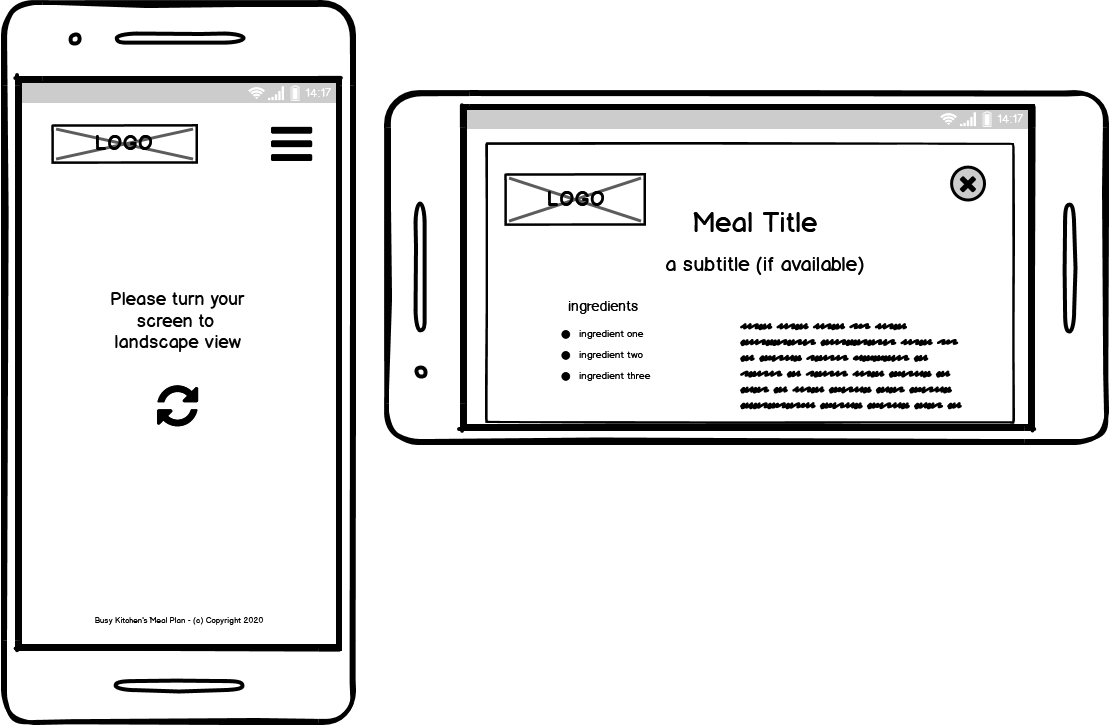 14:17
LOGO
Please turn your
screen to
landscape view
Busy Kitchen's Meal Plan - (c) Copyright 2020
14:17
LOGO
Meal Title
a subtitle (if available)
ingredients
ingredient one
ingredient two
ingredient three